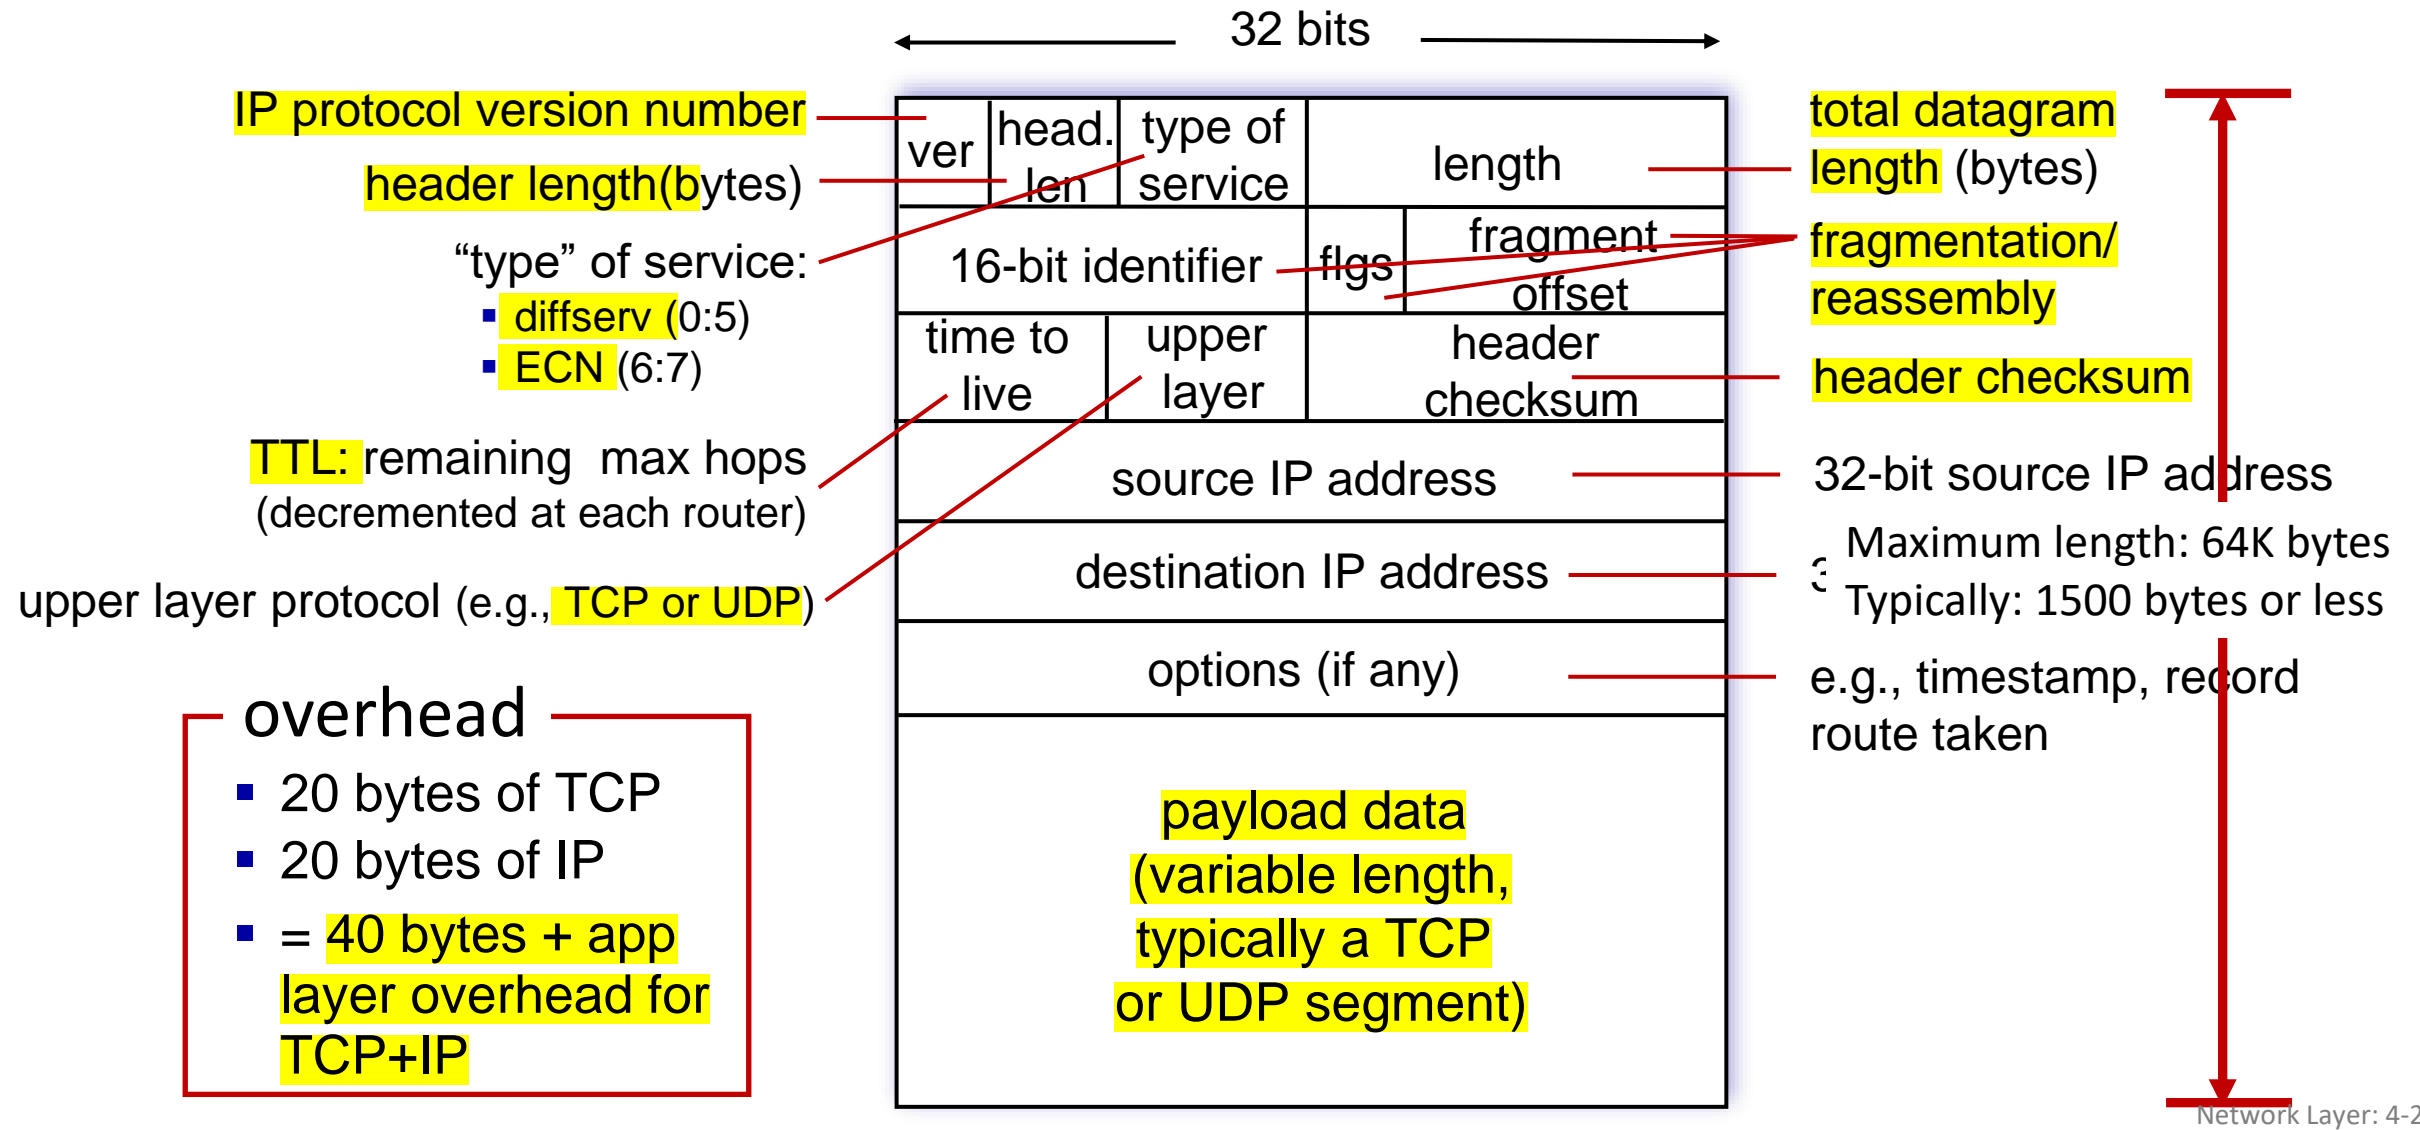 32 bits
IP protocol version number
header length(bytes)
“type” of service:
▪ diffserv (0:5)
▪ ECN (6:7)
TTL: remaining max hops
(decremented at each router)
upper layer protocol (e.g., TCP or UDP)
overhead
▪ 20 bytes of TCP
▪ 20 bytes of IP
▪ = 40 bytes + app
layer overhead for
TCP+IP
ver
head.
len
type of
service
length
16-bit identifier
flgs
fragment
offset
time to
live
upper
layer
header
checksum
source IP address
destination IP address
options (if any)
payload data
(variable length,
typically a TCP
or UDP segment)
total datagram
length (bytes)
fragmentation/
reassembly
header checksum
32-bit source IP address
Maximum length: 64K bytes
Typically: 1500 bytes or less
e.g., timestamp, record
route taken
Network Layer: 4-2